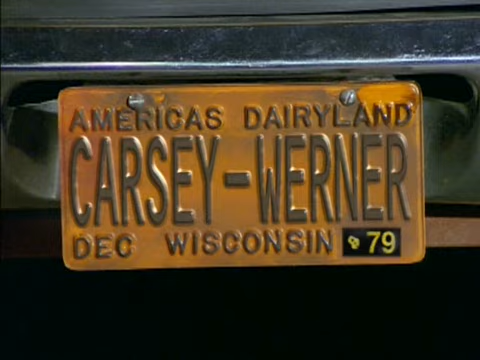 AMERICAS DAIRYLAND
CARSEY-WERNER
DEC WISCONSIN 79